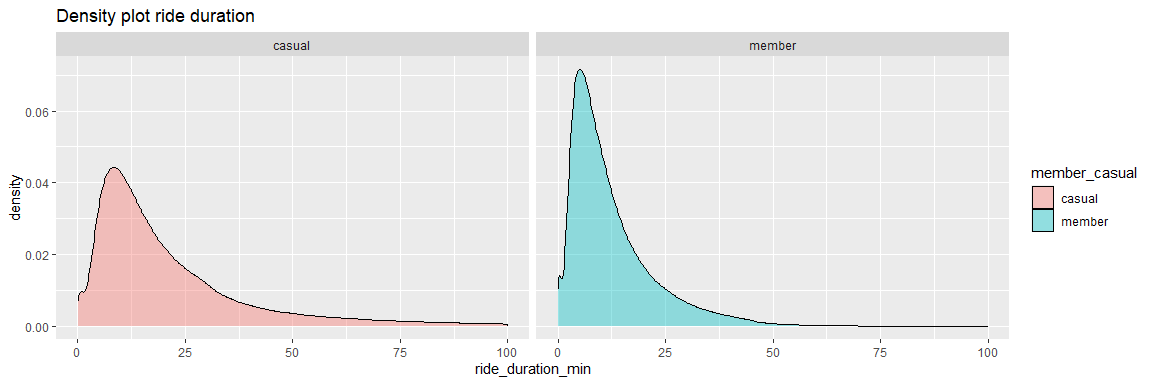 Density plot ride duration
casual
member
density
0.06
0.04
0.02
0.00
0 25 50 75 100
0 25 50 75 100
ride_duration_min
member_casual
casual
member